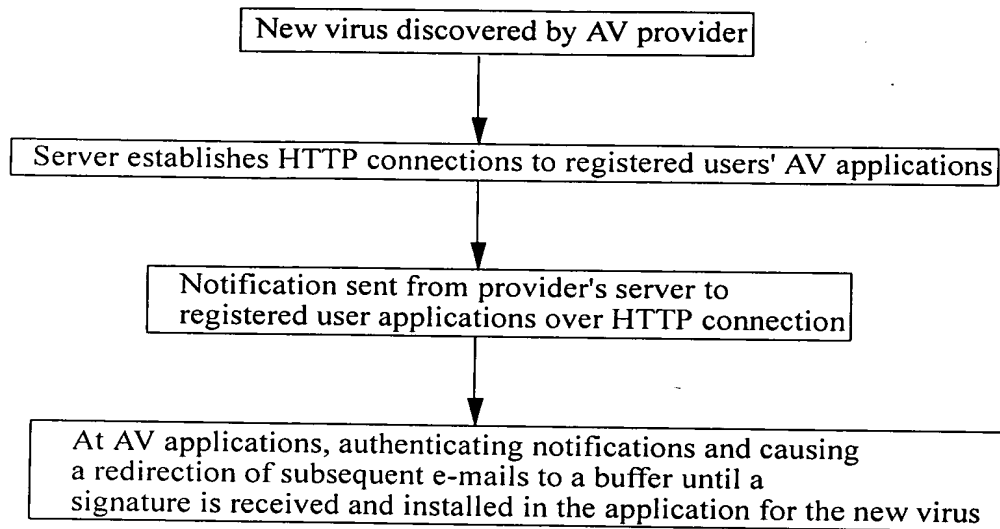 New virus discovered by AV provider
Server establishes HTTP connections to registered users' AV applications
Notification sent from provider's server to
registered user applications over HTTP connection
At AV applications, authenticating notifications and causing
a redirection of subsequent e-mails to a buffer until a
signature is received and installed in the application for the new virus